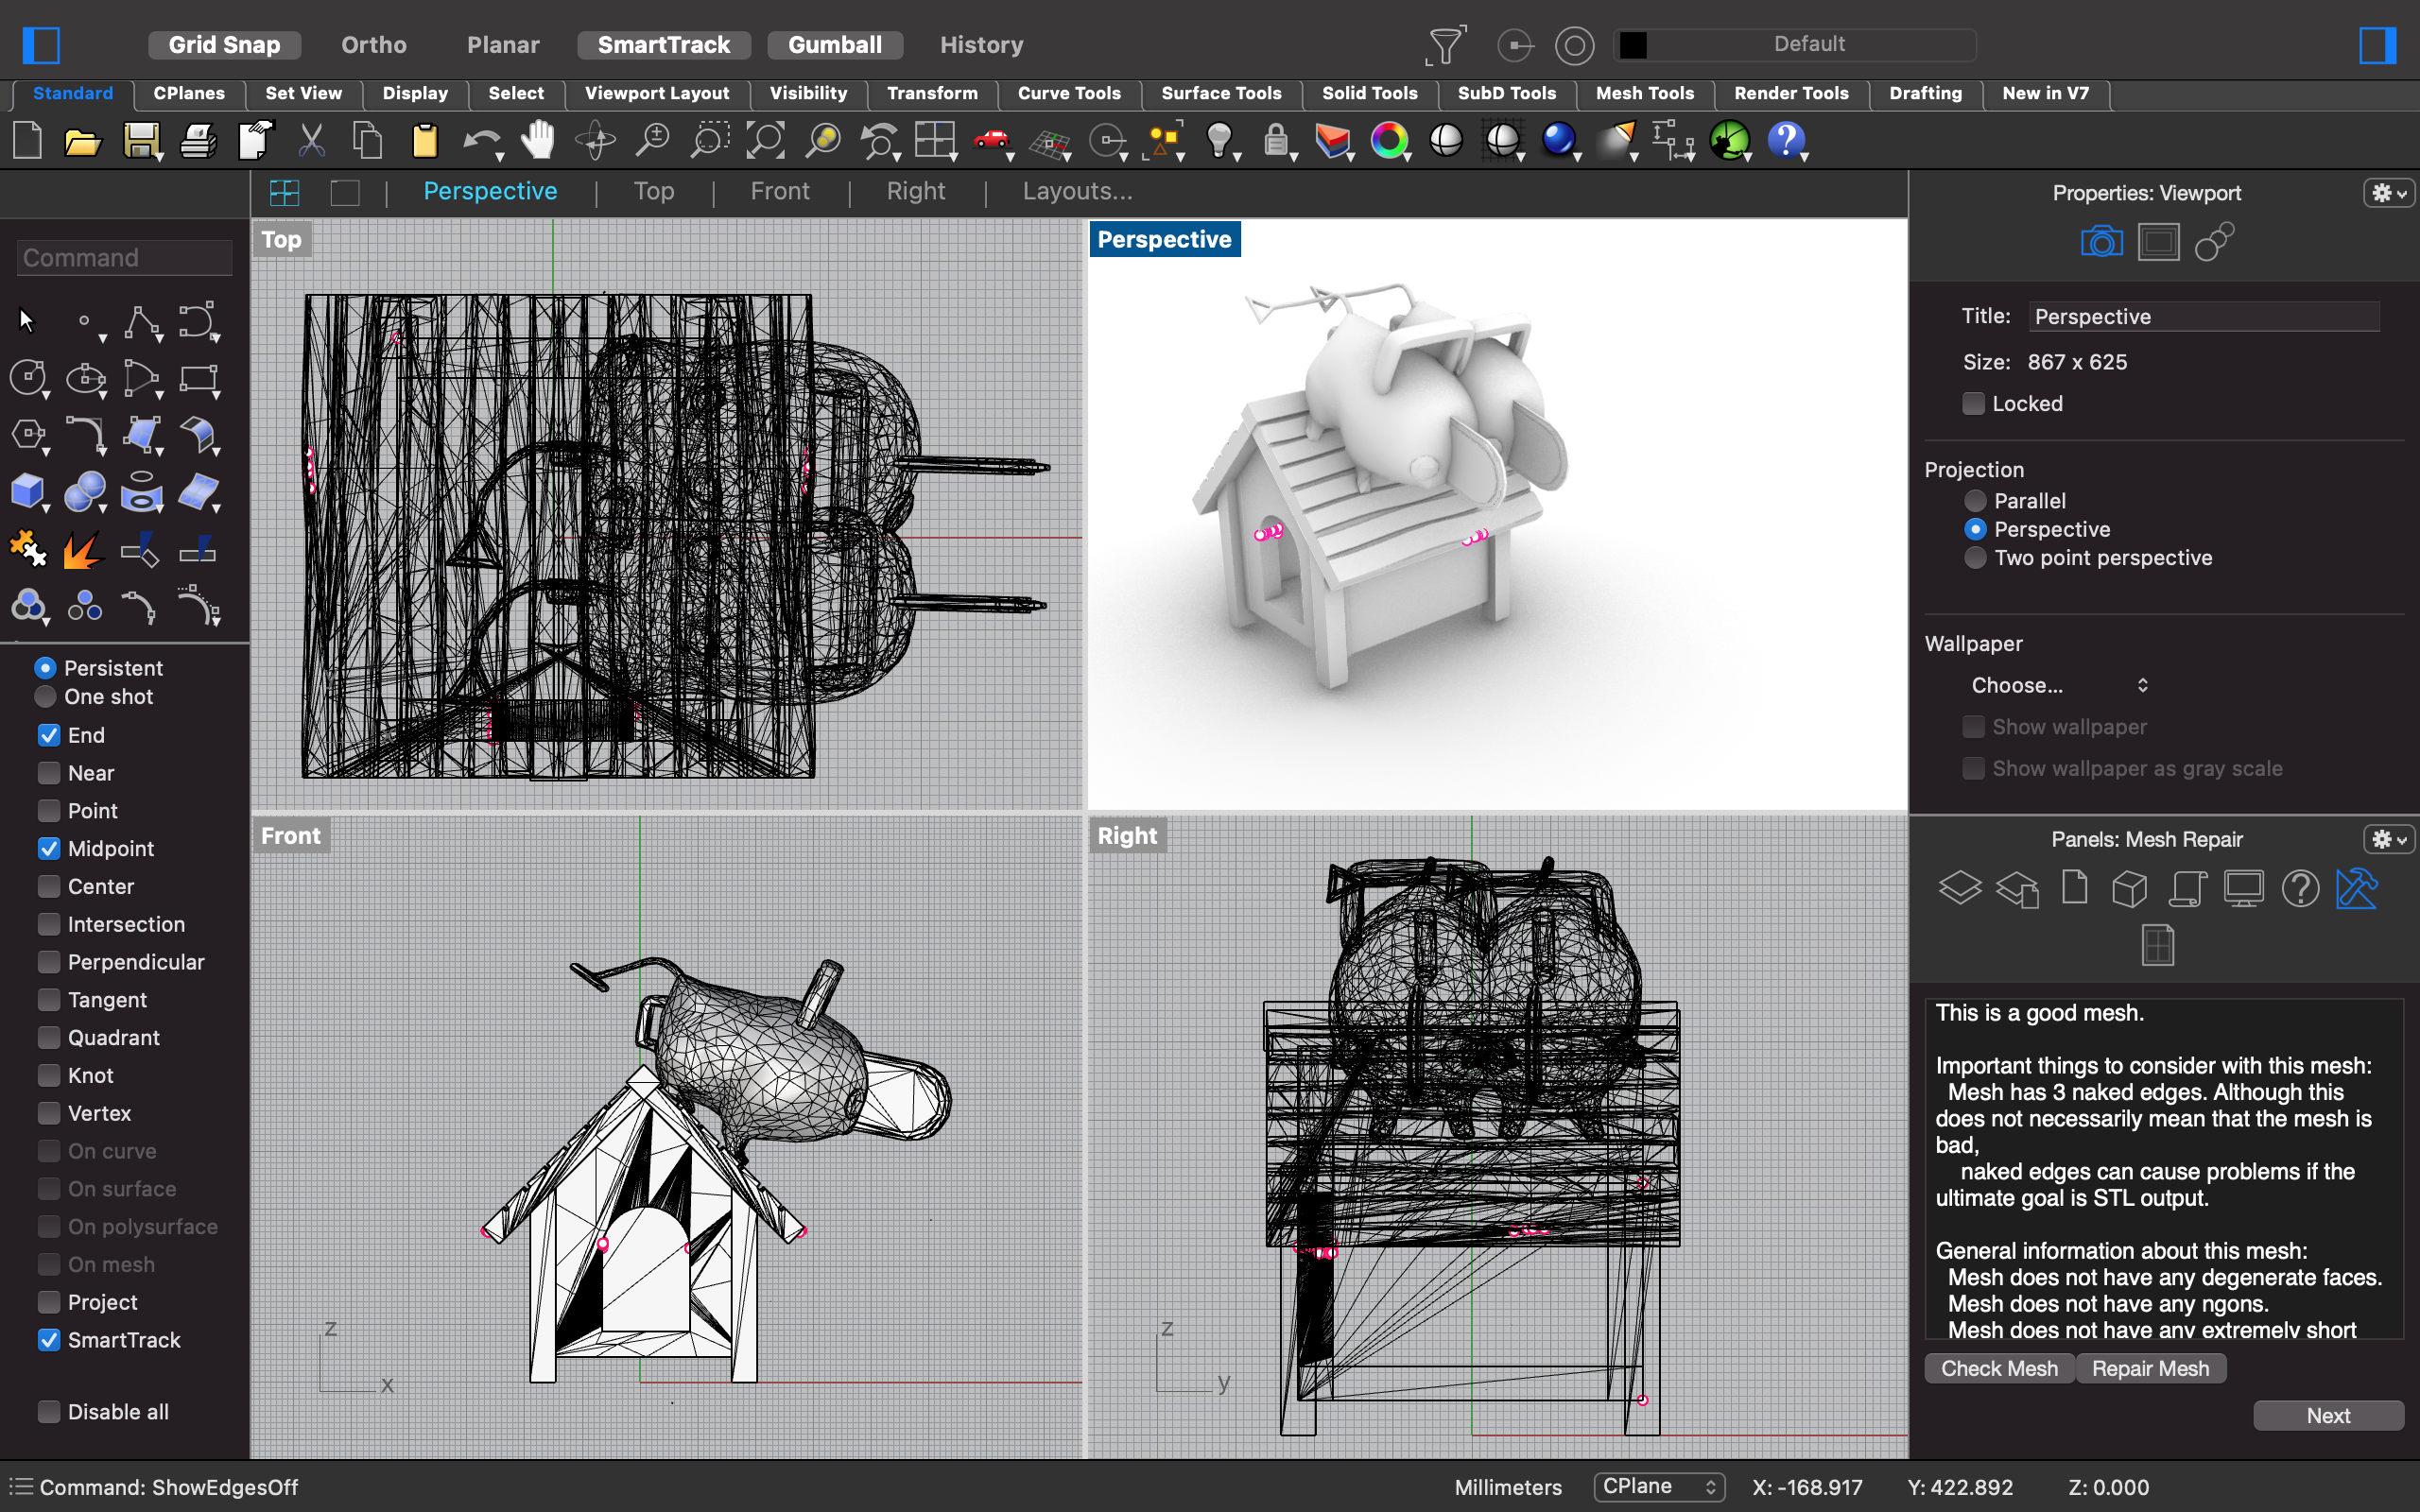 Grid Snap Ortho Planar SmartTrack Gumball History Default
Standard CPlanes Set View Display Select Viewport Layout Visibility Transform Curve Tools Surface Tools Solid Tools SubD Tools Mesh Tools Render Tools Drafting New in V7
Perspective | Top | Front | Right | Layouts...
Command
Persistent
One shot
End
Near
Point
Midpoint
Center
Intersection
Perpendicular
Tangent
Quadrant
Knot
Vertex
On curve
On surface
On polysurface
On mesh
Project
SmartTrack
Disable all
Top
Perspective
Front
z
x
Right
z
y
Properties: Viewport
Title: Perspective
Size: 867 x 625
Locked
Projection
Parallel
Perspective
Two point perspective
Wallpaper
Choose...
Show wallpaper
Show wallpaper as gray scale
Panels: Mesh Repair
This is a good mesh.
Important things to consider with this mesh:
Mesh has 3 naked edges. Although this
does not necessarily mean that the mesh is
bad,
naked edges can cause problems if the
ultimate goal is STL output.
General information about this mesh:
Mesh does not have any degenerate faces.
Mesh does not have any ngons.
Mesh does not have any extremely short
Check Mesh Repair Mesh
Next
Command: ShowEdgesOff
Millimeters CPlane X: -168.917 Y: 422.892 Z: 0.000